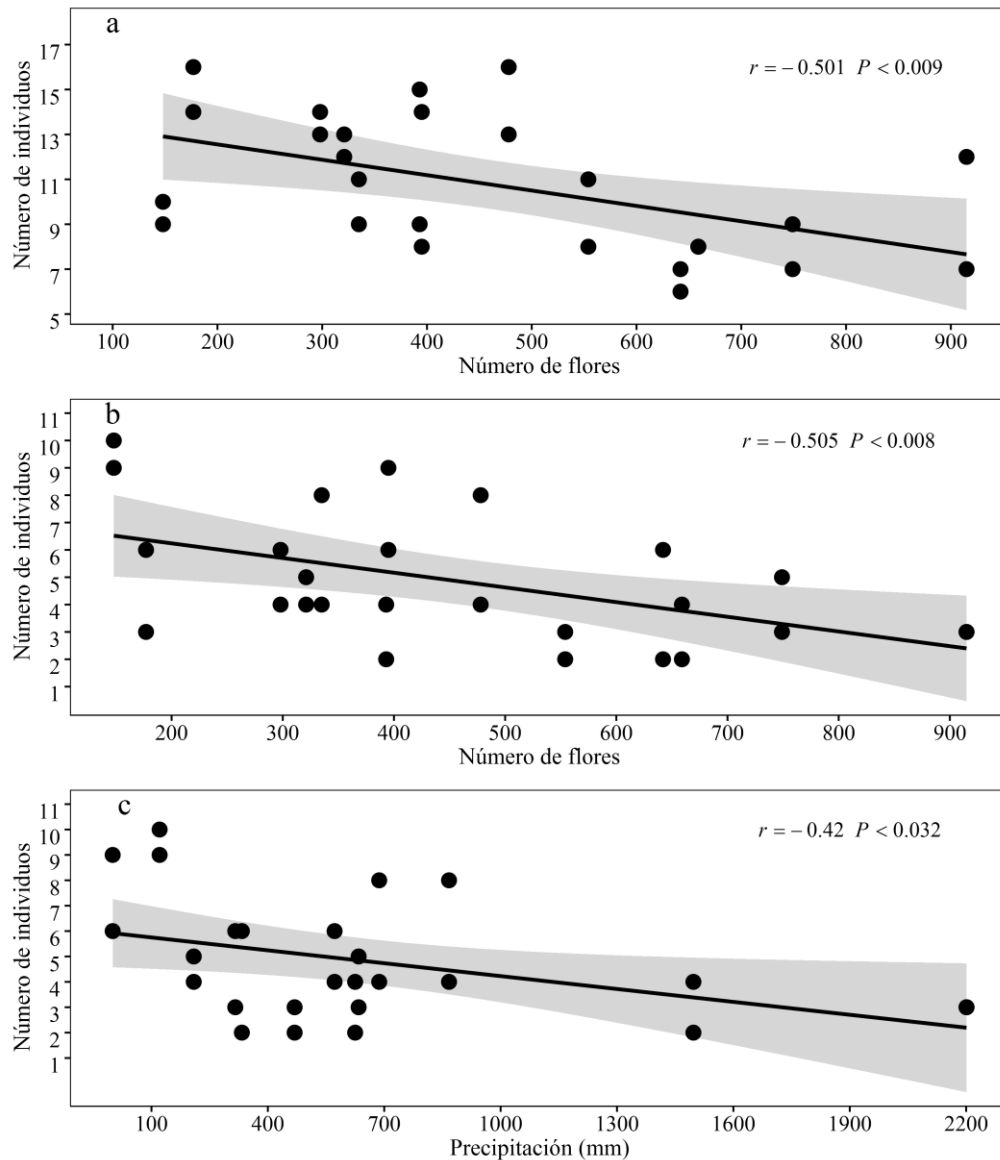 a
r = – 0.501 P < 0.009
Número de individuos
17
15
13
11
9
7
5
100 200 300 400 500 600 700 800 900
Número de flores
b
r = – 0.505 P < 0.008
Número de individuos
11
10
9
8
7
6
5
4
3
2
1
200 300 400 500 600 700 800 900
Número de flores
c
r = – 0.42 P < 0.032
Número de individuos
11
10
9
8
7
6
5
4
3
2
1
100 400 700 1000 1300 1600 1900 2200
Precipitación (mm)